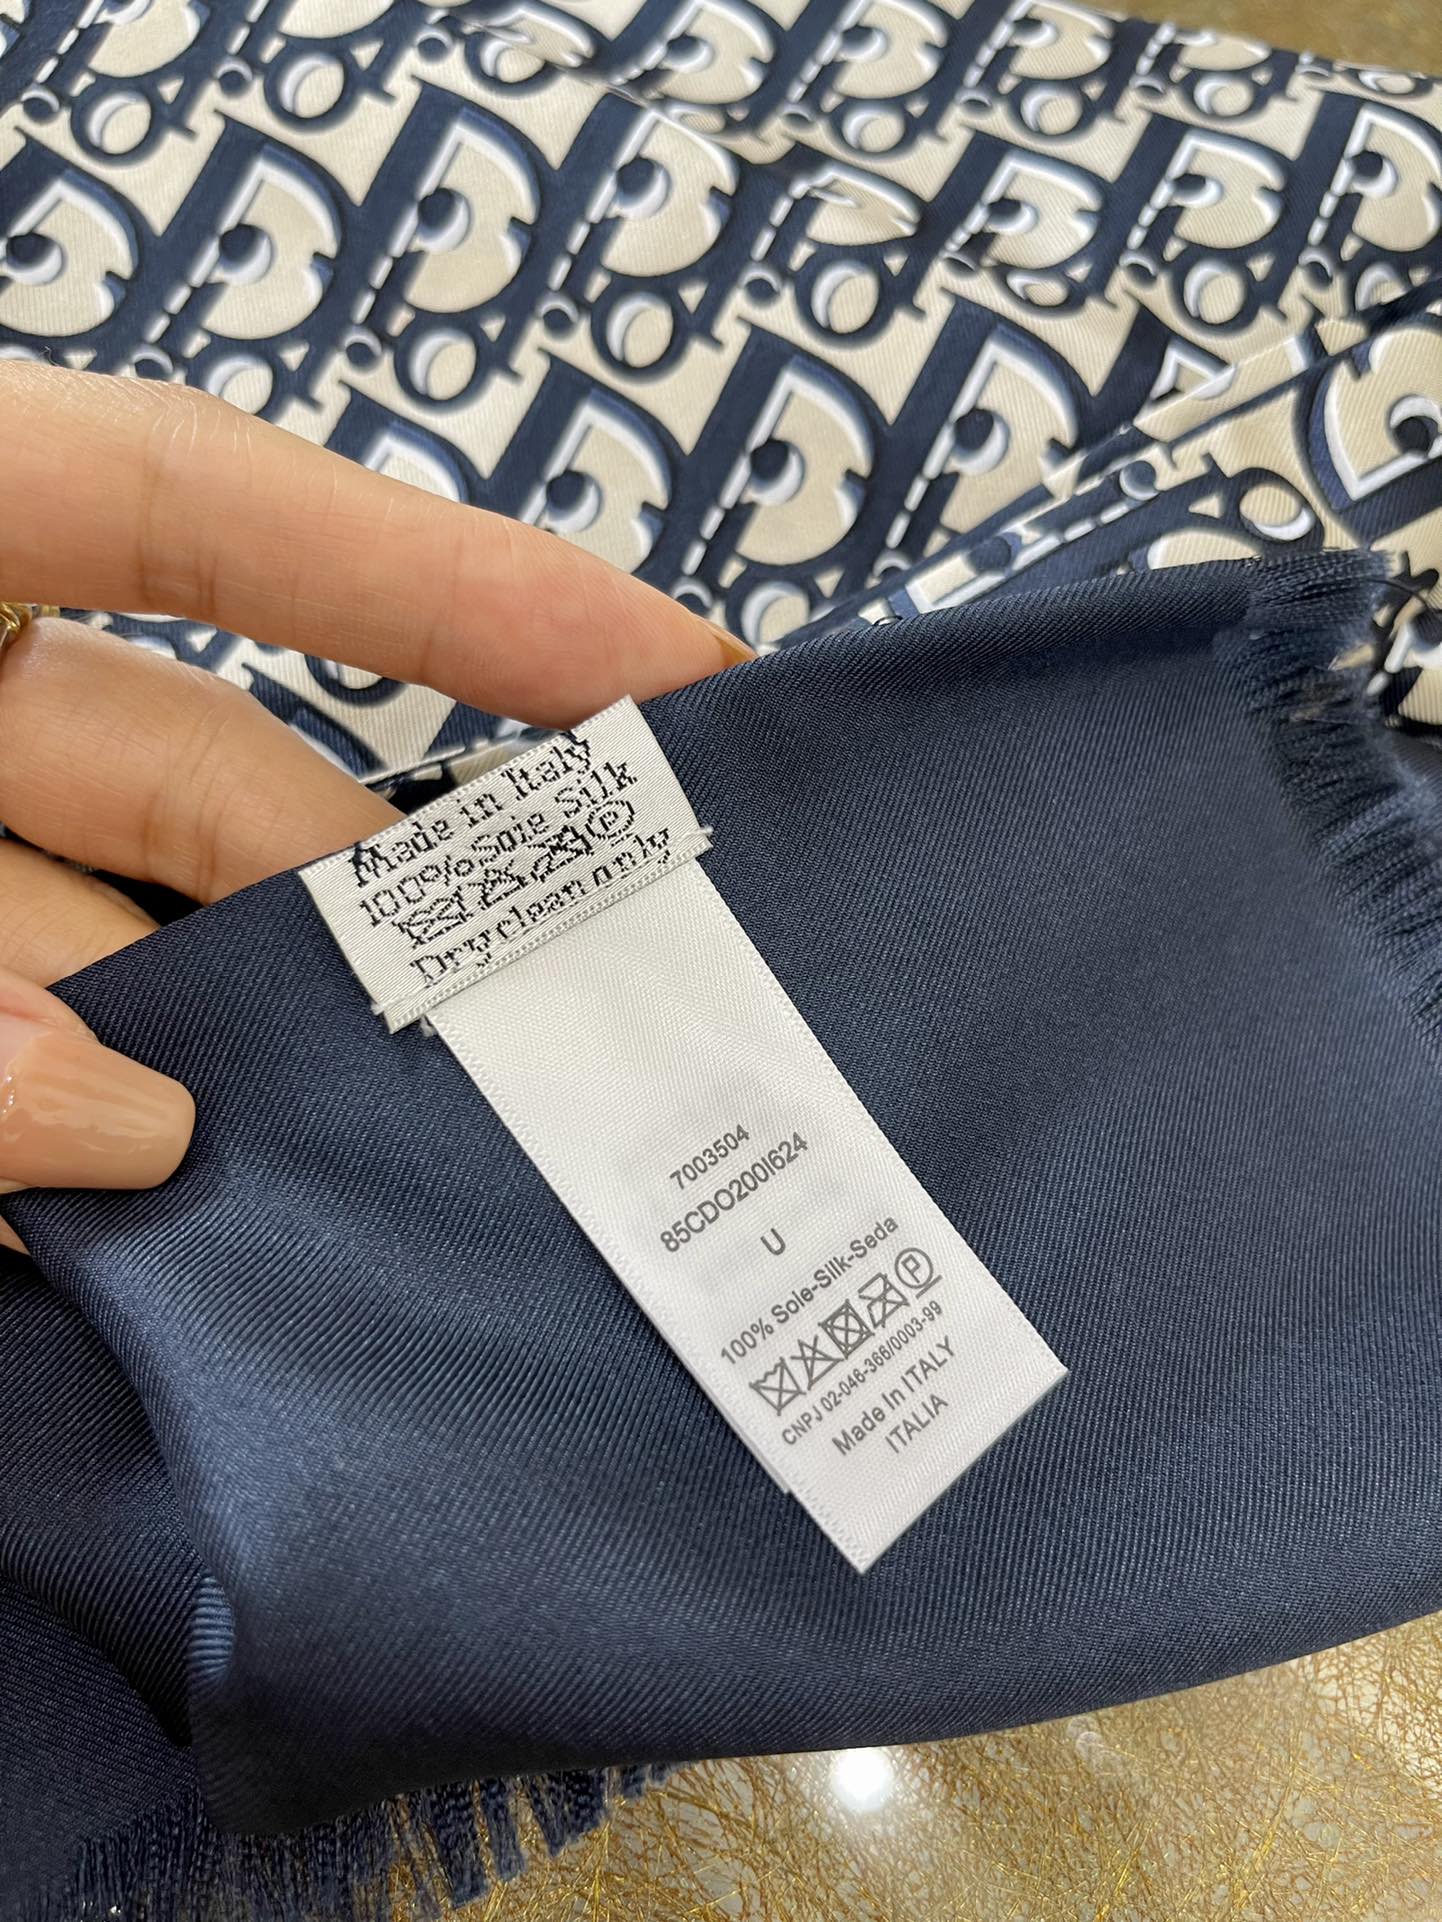 Made in Italy
100% Soie Silk
Dry clean only
7003504
85CDO200I624
U
100% Soie-Silk-Seda
CNPJ 02-046-366/0003-99
Made In ITALY
ITALIA